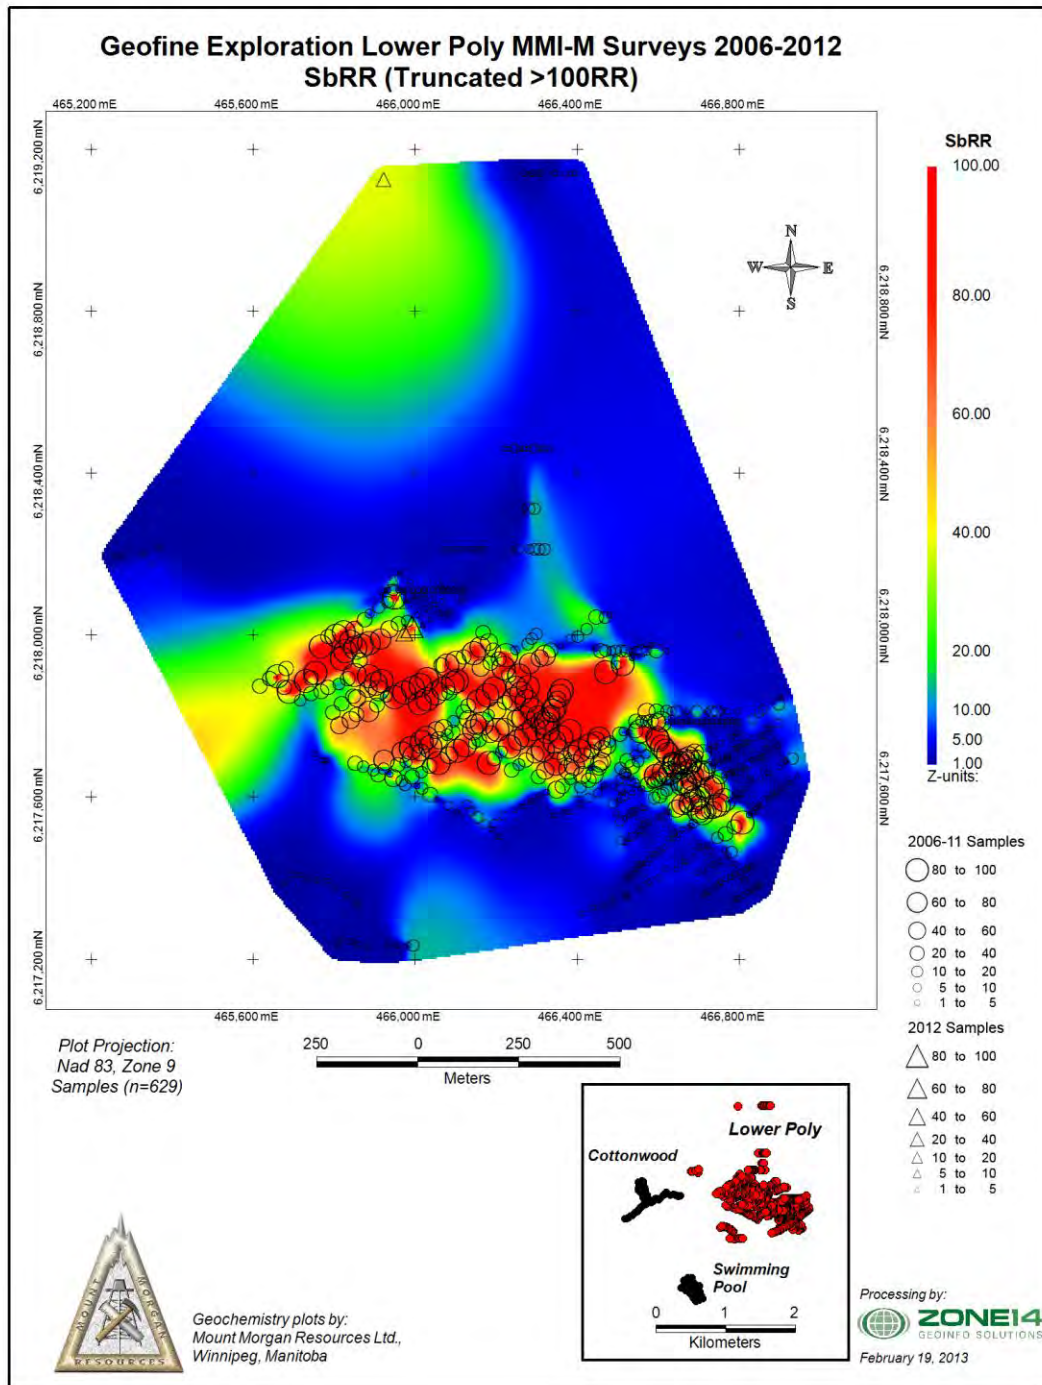 Geofine Exploration Lower Poly MMI-M Surveys 2006-2012
SbRR (Truncated >100RR)
465,200 mE
465,600 mE
466,000 mE
466,400 mE
466,800 mE
6,219,200 mN
6,218,800 mN
6,218,400 mN
6,218,000 mN
6,217,600 mN
6,217,200 mN
6,218,800 mN
6,218,400 mN
6,218,000 mN
6,217,600 mN
N
W E
S
SbRR
100.00
80.00
60.00
40.00
20.00
10.00
5.00
1.00
Z-units:
465,600 mE
466,000 mE
466,400 mE
466,800 mE
2006-11 Samples
80 to 100
60 to 80
40 to 60
20 to 40
10 to 20
5 to 10
1 to 5
2012 Samples
80 to 100
60 to 80
40 to 60
20 to 40
10 to 20
5 to 10
1 to 5
Plot Projection:
Nad 83, Zone 9
Samples (n=629)
250 0 250 500
Meters
Lower Poly
Cottonwood
Swimming
Pool
0 1 2
Kilometers
MOUNT MORGAN
RESOURCES
Geochemistry plots by:
Mount Morgan Resources Ltd.,
Winnipeg, Manitoba
Processing by:
ZONE14
GEOINFO SOLUTIONS
February 19, 2013